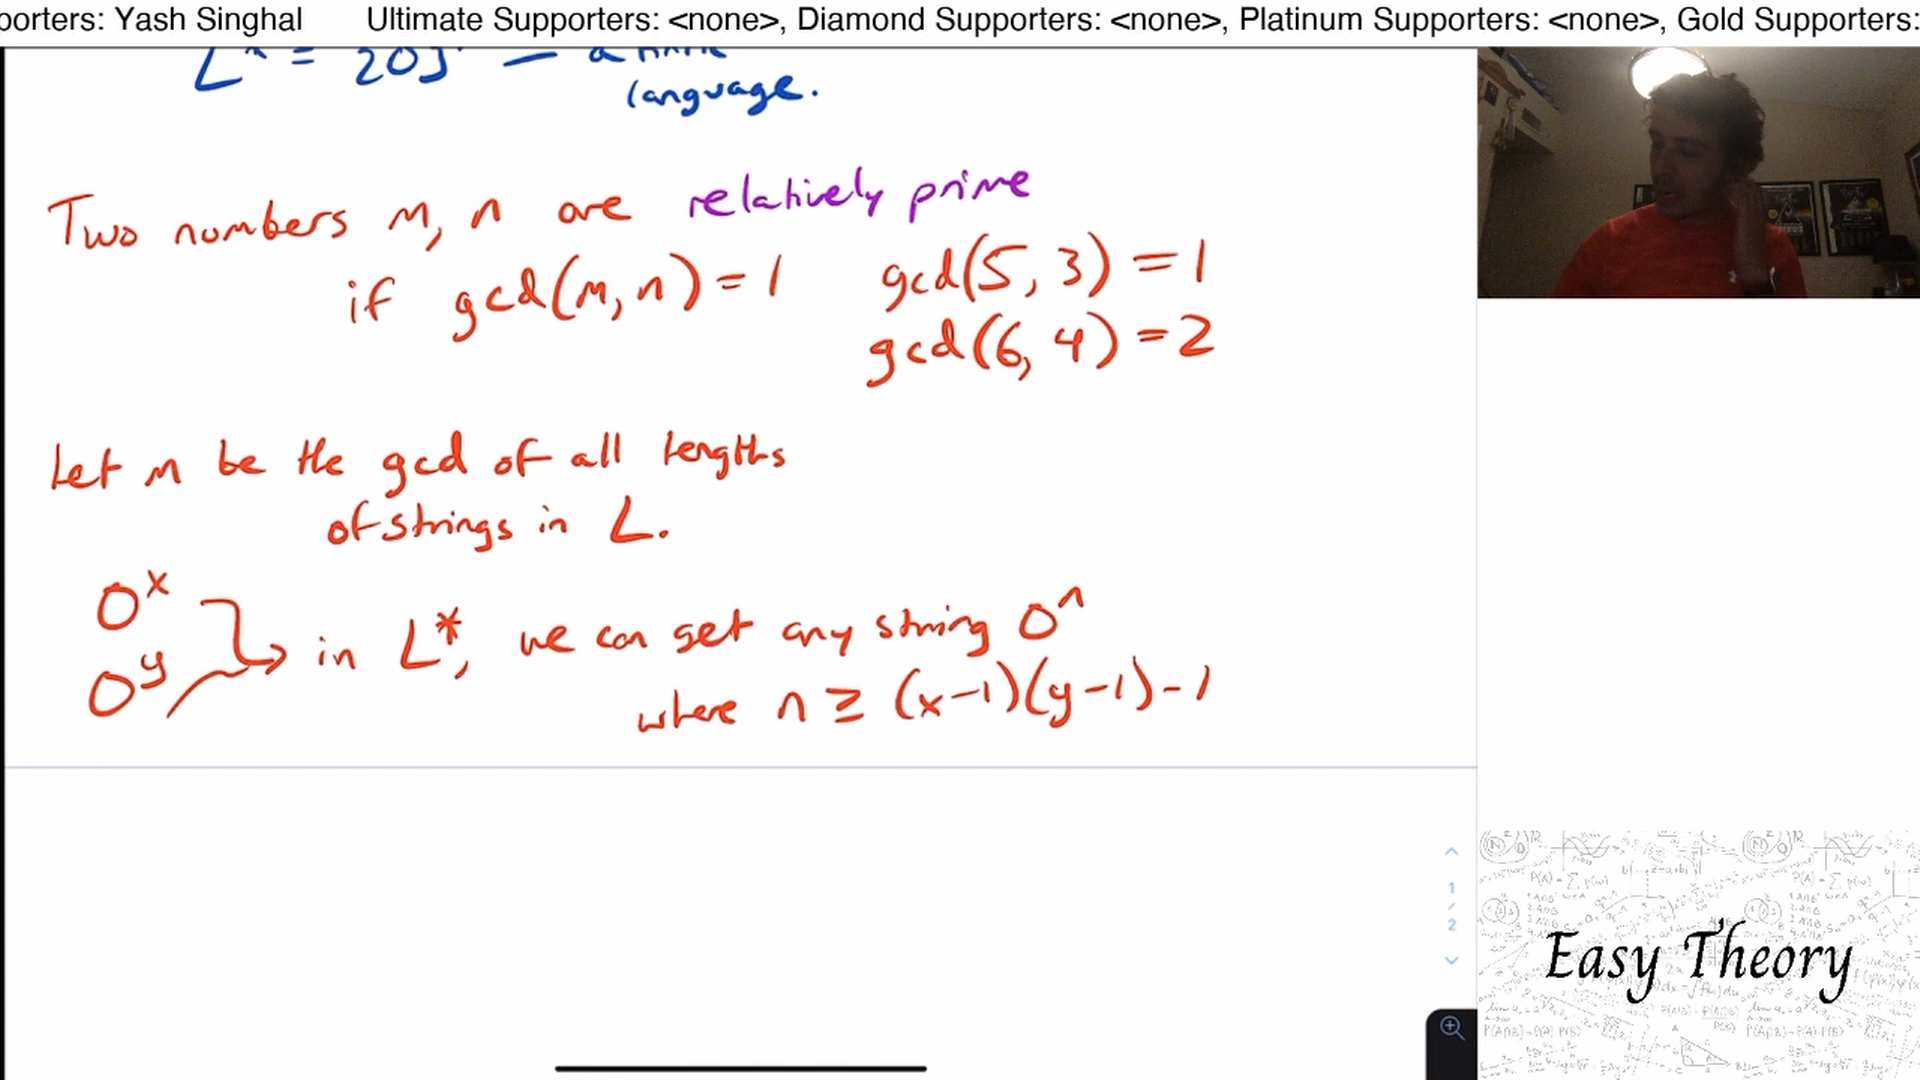 porters: Yash Singhal Ultimate Supporters: <none>, Diamond Supporters: <none>, Platinum Supporters: <none>, Gold Supporters:
language.
Two numbers m, n are relatively prime
if gcd(m, n) = 1
gcd(5, 3) = 1
gcd(6, 4) = 2
Let m be the gcd of all lengths
of strings in L.
0^x
0^y
in L*, we can get any string 0^n
where n ≥ (x-1)(y-1)-1
1
2
Easy Theory